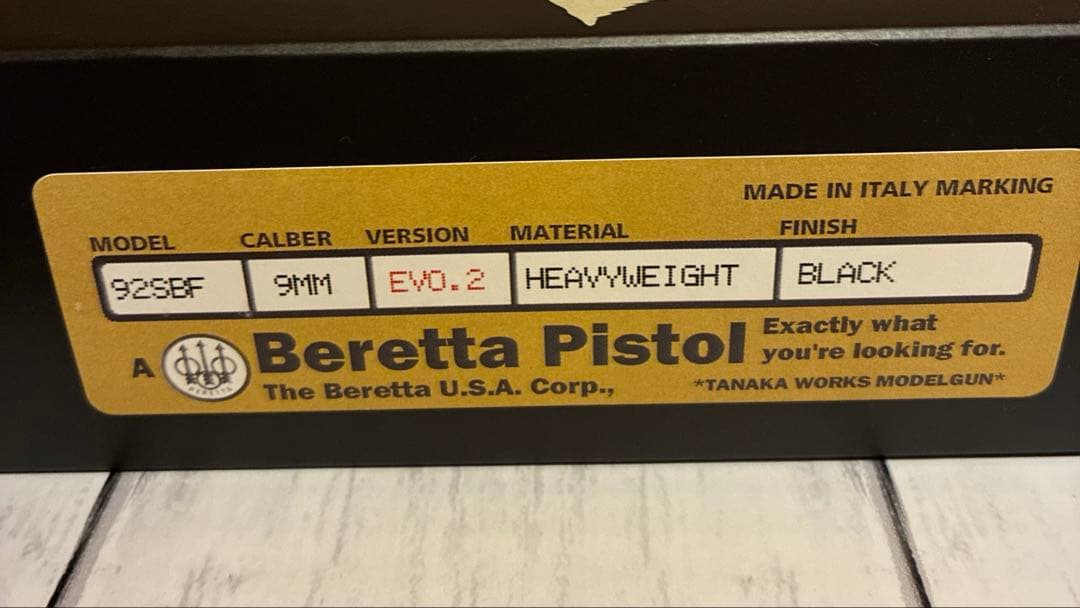 MADE IN ITALY MARKING
MODEL CALBER VERSION MATERIAL FINISH
92SBF 9MM EVO.2 HEAVYWEIGHT BLACK
A Beretta Pistol
Exactly what
you're looking for.
The Beretta U.S.A. Corp.,
*TANAKA WORKS MODELGUN*
BERETTA